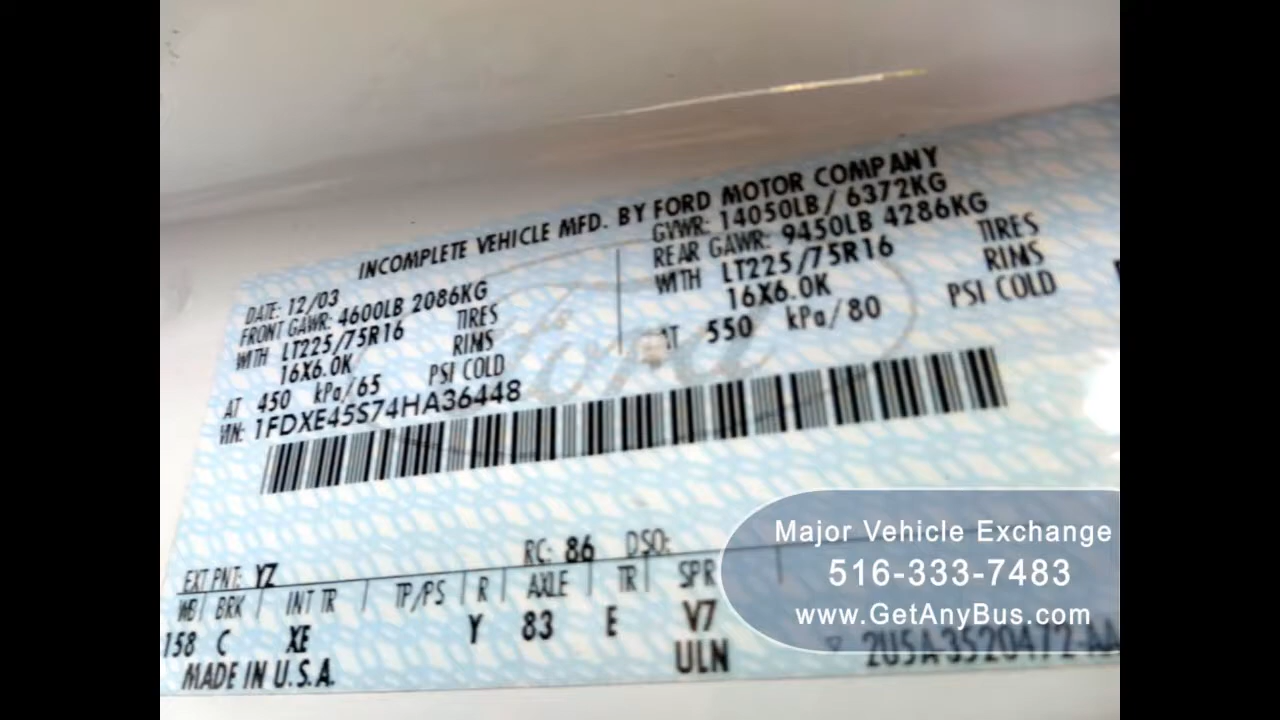 INCOMPLETE VEHICLE MFD. BY FORD MOTOR COMPANY
DATE: 12/03
FRONT GAWR: 4600LB 2086KG
WITH LT225/75R16 TIRES
16X6.0K RIMS
AT 450 kPa/65 PSI COLD
GVWR: 14050LB / 6372KG
REAR GAWR: 9450LB 4286KG
WITH LT225/75R16 TIRES
16X6.0K RIMS
AT 550 kPa/80 PSI COLD
VIN: 1FDXE45S74HA36448
Ford
EXT PNT: YZ RC: 86 DSO:
WB BRK INT TR TP/PS R AXLE TR SPR
158 C XE Y 83 E V7
ULN
MADE IN U.S.A.
Major Vehicle Exchange
516-333-7483
www.GetAnyBus.com